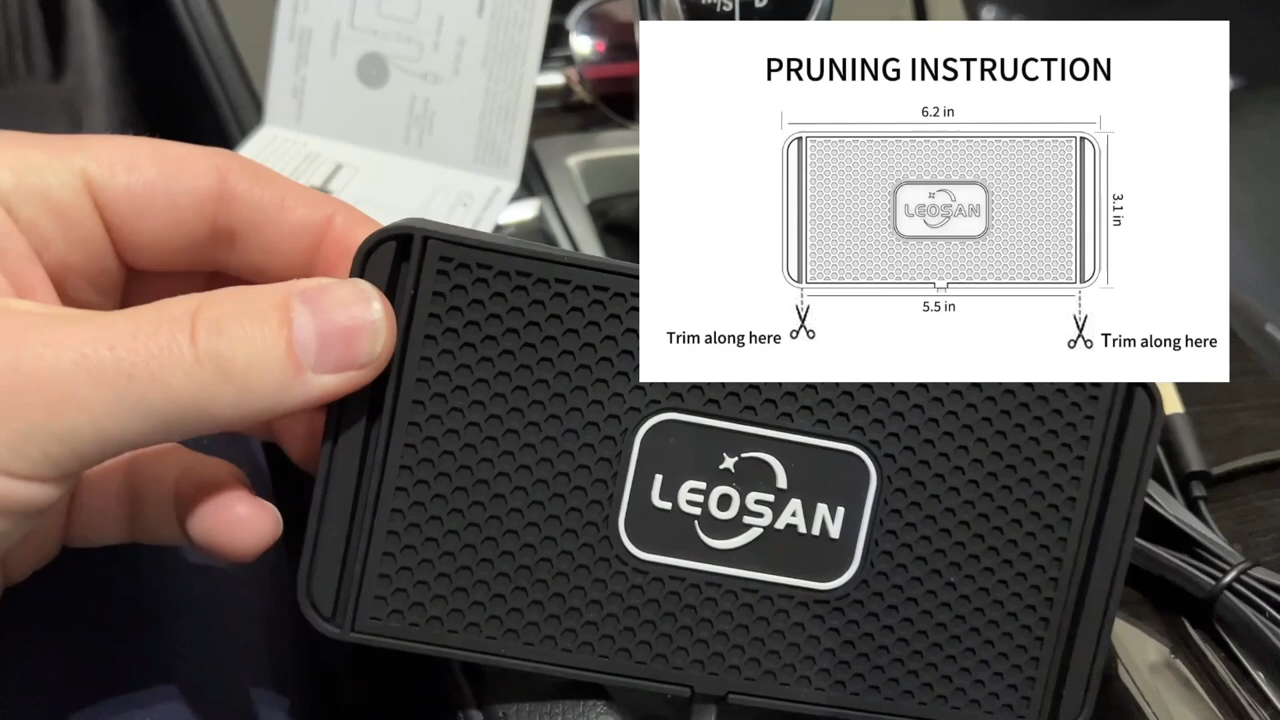 M/S D
PRUNING INSTRUCTION
6.2 in
LEOSAN
3.1 in
5.5 in
Trim along here
Trim along here
LEOSAN